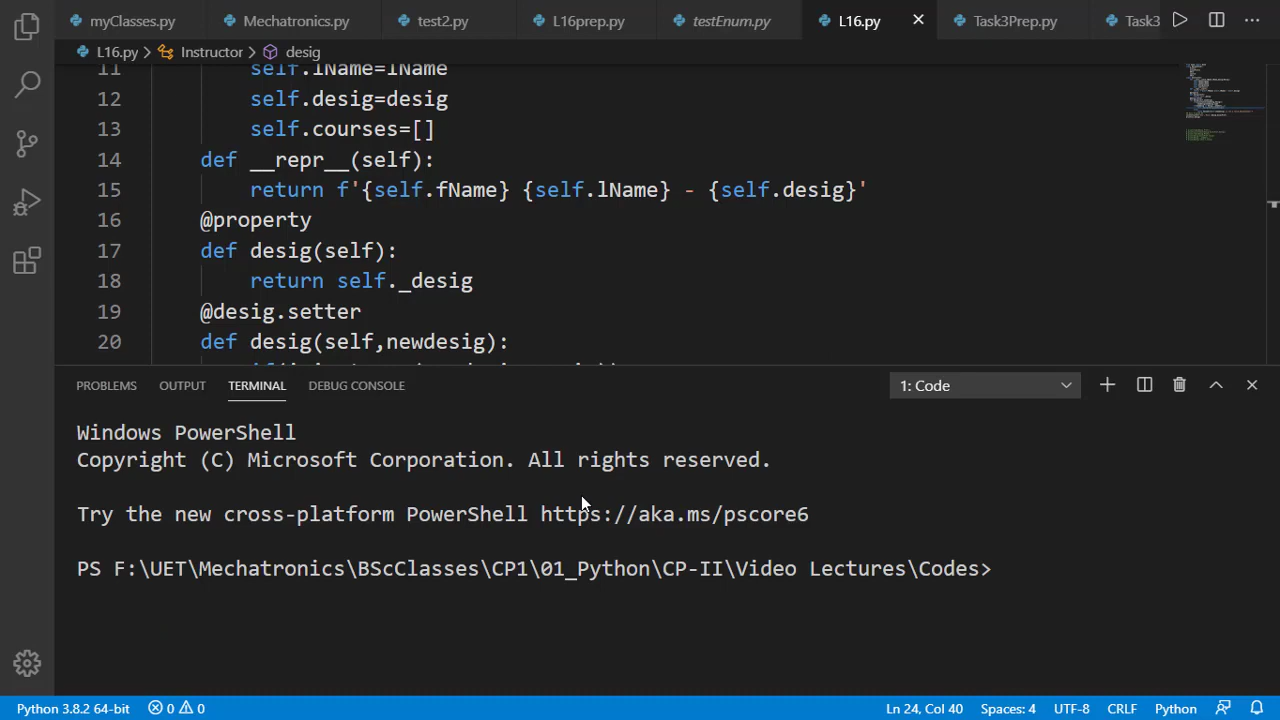 myClasses.py Mechatronics.py test2.py L16prep.py testEnum.py L16.py Task3Prep.py Task3
L16.py Instructor desig
11 self.lName=lName
12 self.desig=desig
13 self.courses=[]
14 def __repr__(self):
15 return f'{self.fName} {self.lName} - {self.desig}'
16 @property
17 def desig(self):
18 return self._desig
19 @desig.setter
20 def desig(self,newdesig):
PROBLEMS OUTPUT TERMINAL DEBUG CONSOLE 1: Code
Windows PowerShell
Copyright (C) Microsoft Corporation. All rights reserved.
Try the new cross-platform PowerShell https://aka.ms/pscore6
PS F:\UET\Mechatronics\BScClasses\CP1\01_Python\CP-II\Video Lectures\Codes>
Python 3.8.2 64-bit 0 0 Ln 24, Col 40 Spaces: 4 UTF-8 CRLF Python